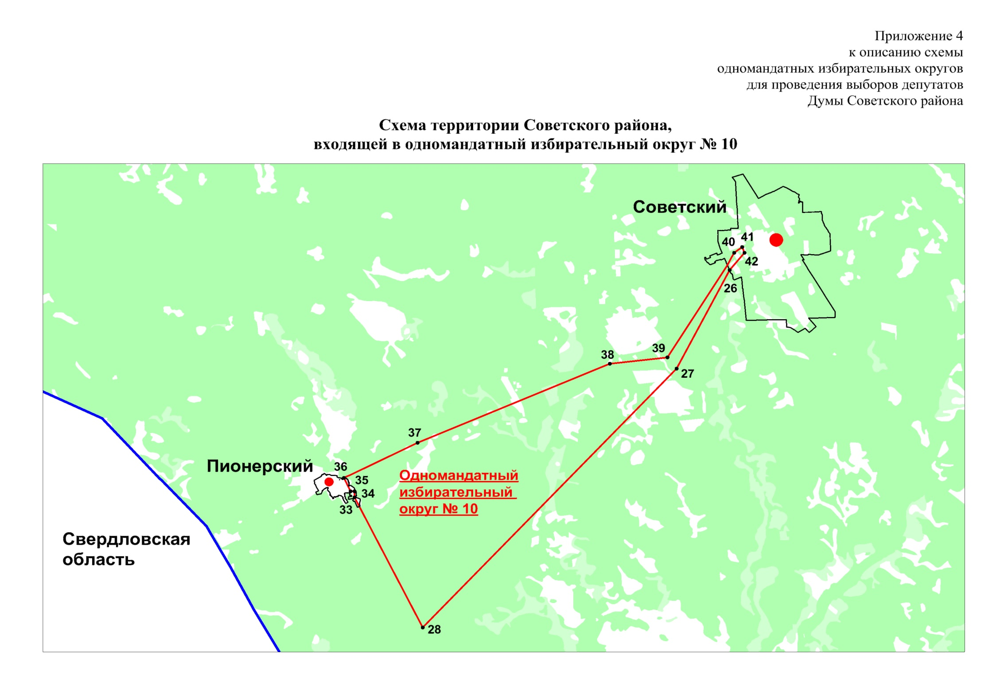 Приложение 4
к описанию схемы
одномандатных избирательных округов
для проведения выборов депутатов
Думы Советского района
Схема территории Советского района,
входящей в одномандатный избирательный округ № 10
Советский
41
40
42
26
39
38
27
37
Пионерский
36
35
34
33
Одномандатный
избирательный
округ № 10
Свердловская
область
28